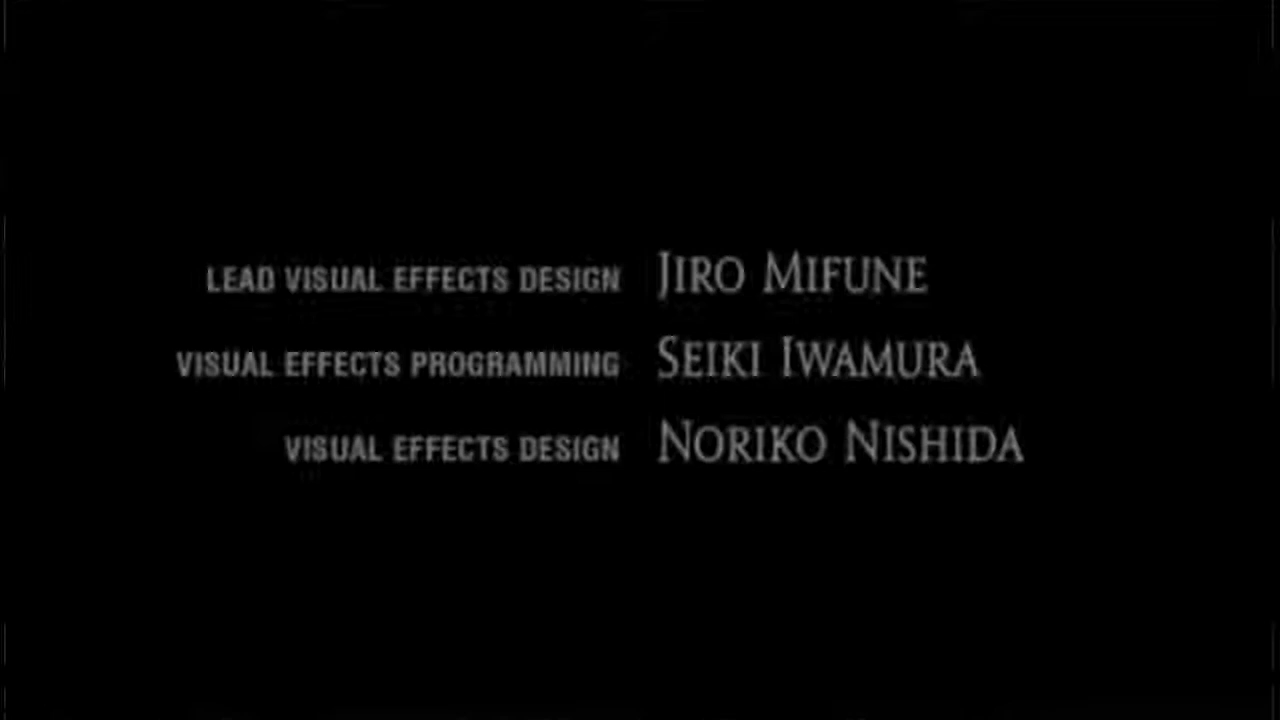 LEAD VISUAL EFFECTS DESIGN JIRO MIFUNE
VISUAL EFFECTS PROGRAMMING SEIKI IWAMURA
VISUAL EFFECTS DESIGN NORIKO NISHIDA